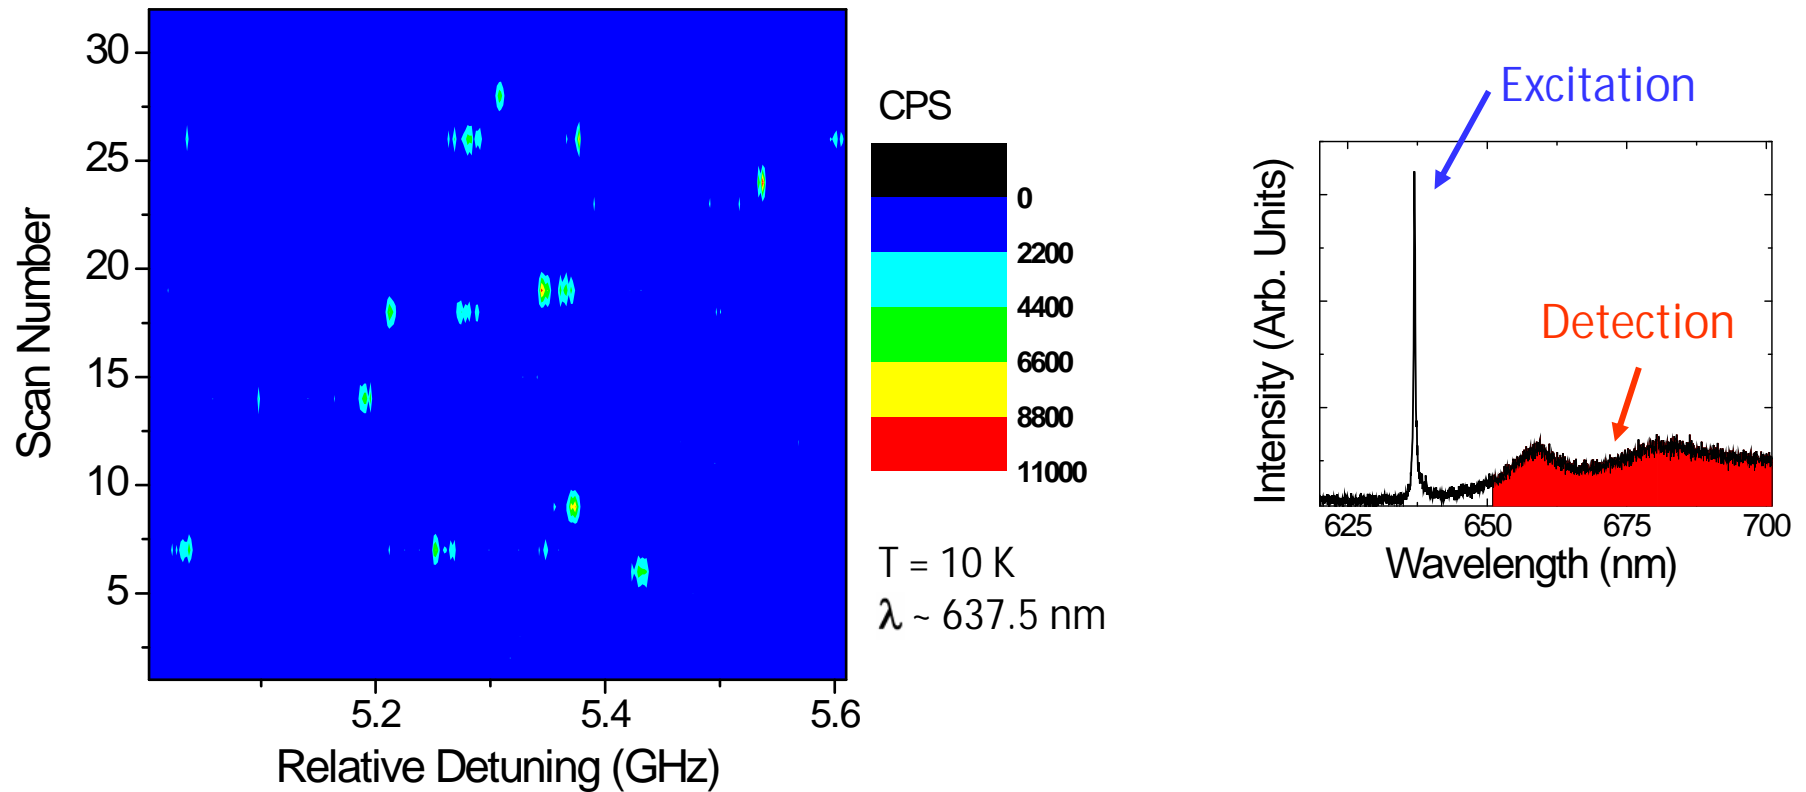 30
25
20
15
10
5
Scan Number
5.2 5.4 5.6
Relative Detuning (GHz)
CPS
0
2200
4400
6600
8800
11000
T = 10 K
λ ~ 637.5 nm
Excitation
Detection
Intensity (Arb. Units)
625 650 675 700
Wavelength (nm)